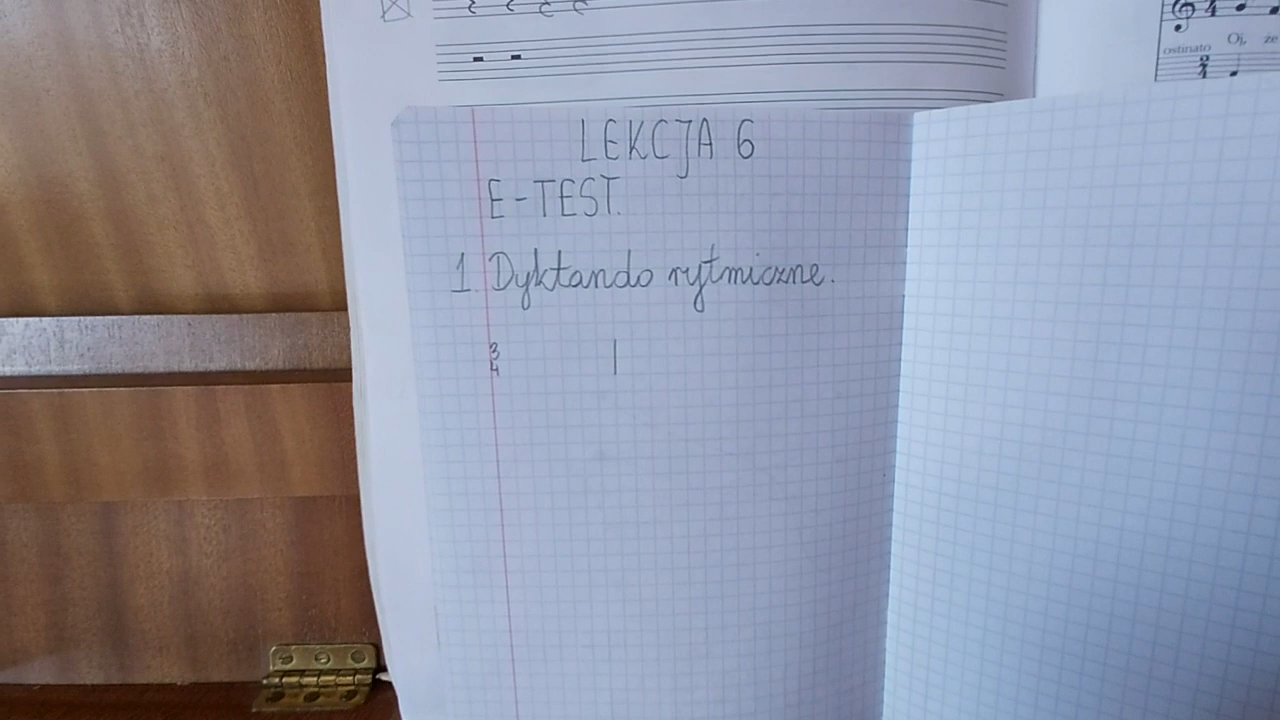 Oj, że
ostinato
LEKCJA 6
E-TEST.
1. Dyktando rytmiczne.
3
4